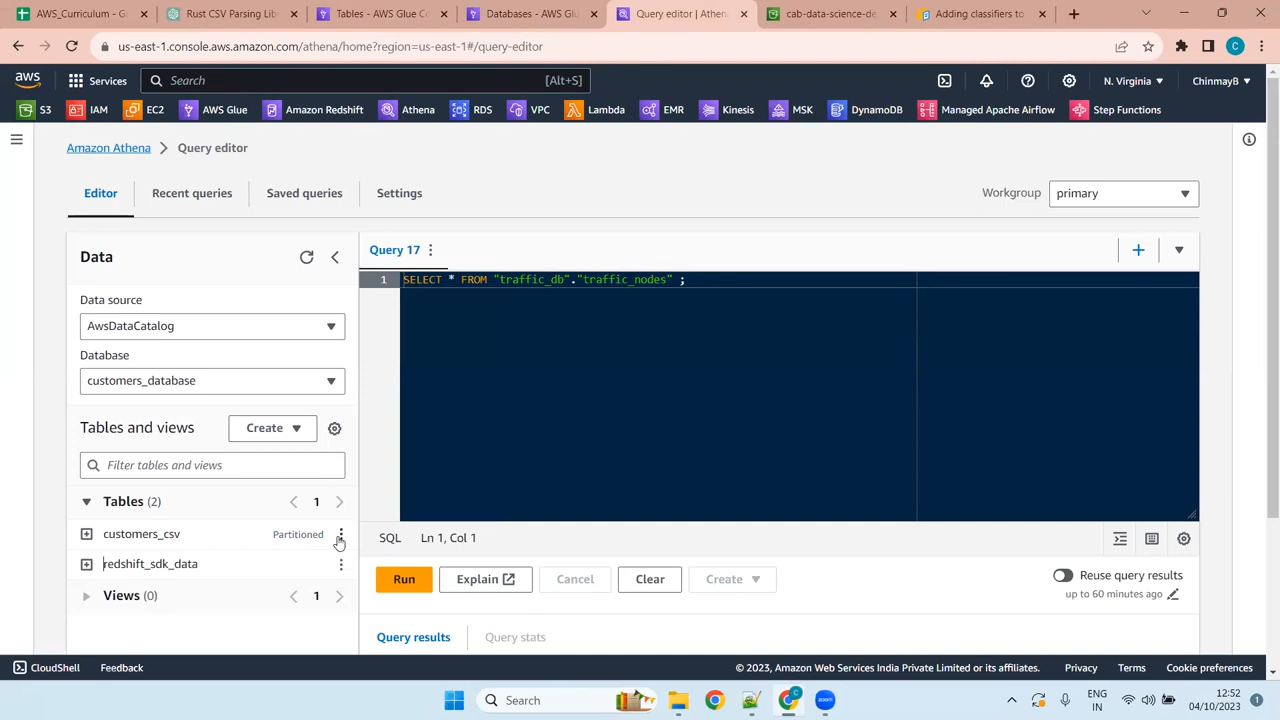 AWS_Curriculum - G
Rust CSV Parsing Lib
Tables - AWS Glue C
Databases - AWS Gl
Query editor | Athen
cab-data-science-de
Adding classifiers to
us-east-1.console.aws.amazon.com/athena/home?region=us-east-1#/query-editor
C
aws
Services
Search
[Alt+S]
N. Virginia
ChinmayB
S3
IAM
EC2
AWS Glue
Amazon Redshift
Athena
RDS
VPC
Lambda
EMR
Kinesis
MSK
DynamoDB
Managed Apache Airflow
Step Functions
Amazon Athena > Query editor
Editor
Recent queries
Saved queries
Settings
Workgroup
primary
Data
Data source
AwsDataCatalog
Database
customers_database
Tables and views
Create
Filter tables and views
Tables (2)
1
customers_csv
Partitioned
redshift_sdk_data
Views (0)
1
Query 17
1 SELECT * FROM "traffic_db"."traffic_nodes" ;
SQL
Ln 1, Col 1
Run
Explain
Cancel
Clear
Create
Reuse query results
up to 60 minutes ago
Query results
Query stats
CloudShell
Feedback
© 2023, Amazon Web Services India Private Limited or its affiliates.
Privacy
Terms
Cookie preferences
Search
C
zoom
ENG
IN
12:52
04/10/2023
1